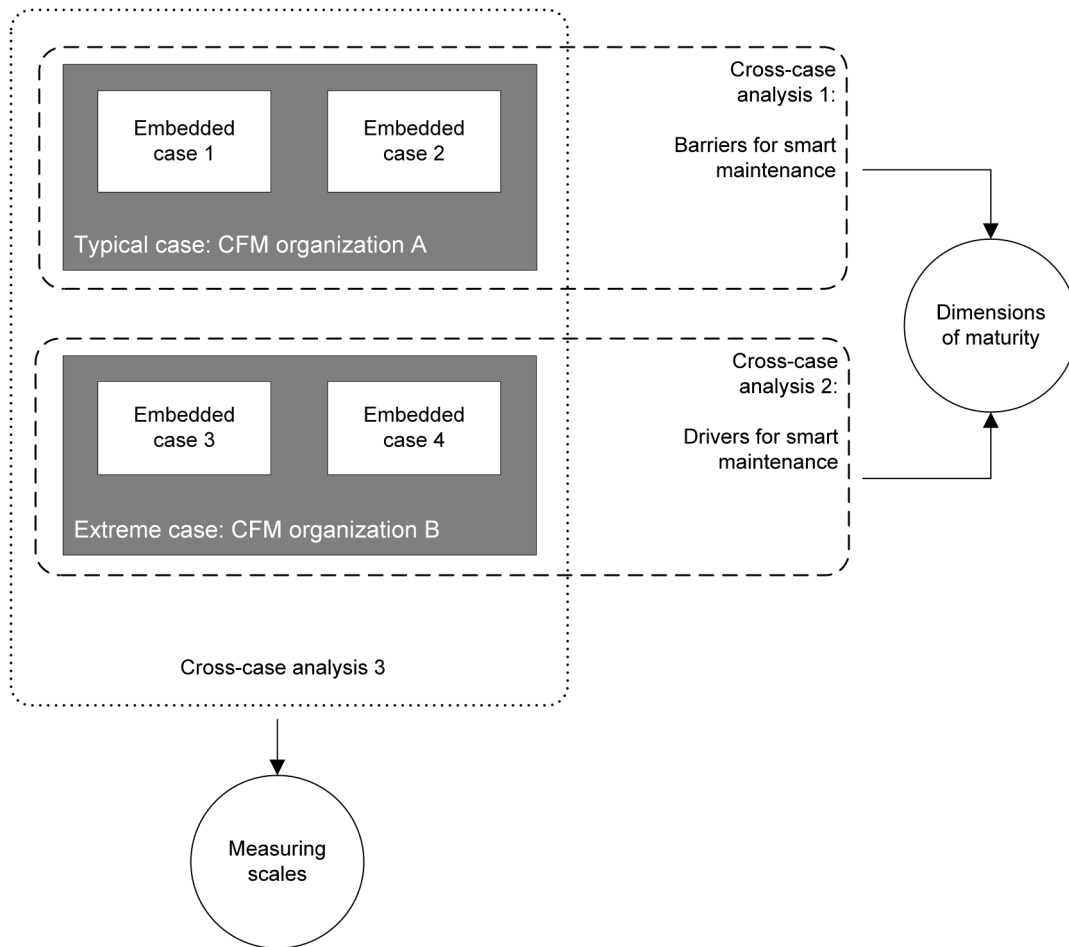 Cross-case
analysis 1:
Barriers for smart
maintenance
Embedded
case 1
Embedded
case 2
Typical case: CFM organization A
Dimensions
of maturity
Cross-case
analysis 2:
Drivers for smart
maintenance
Embedded
case 3
Embedded
case 4
Extreme case: CFM organization B
Cross-case analysis 3
Measuring
scales